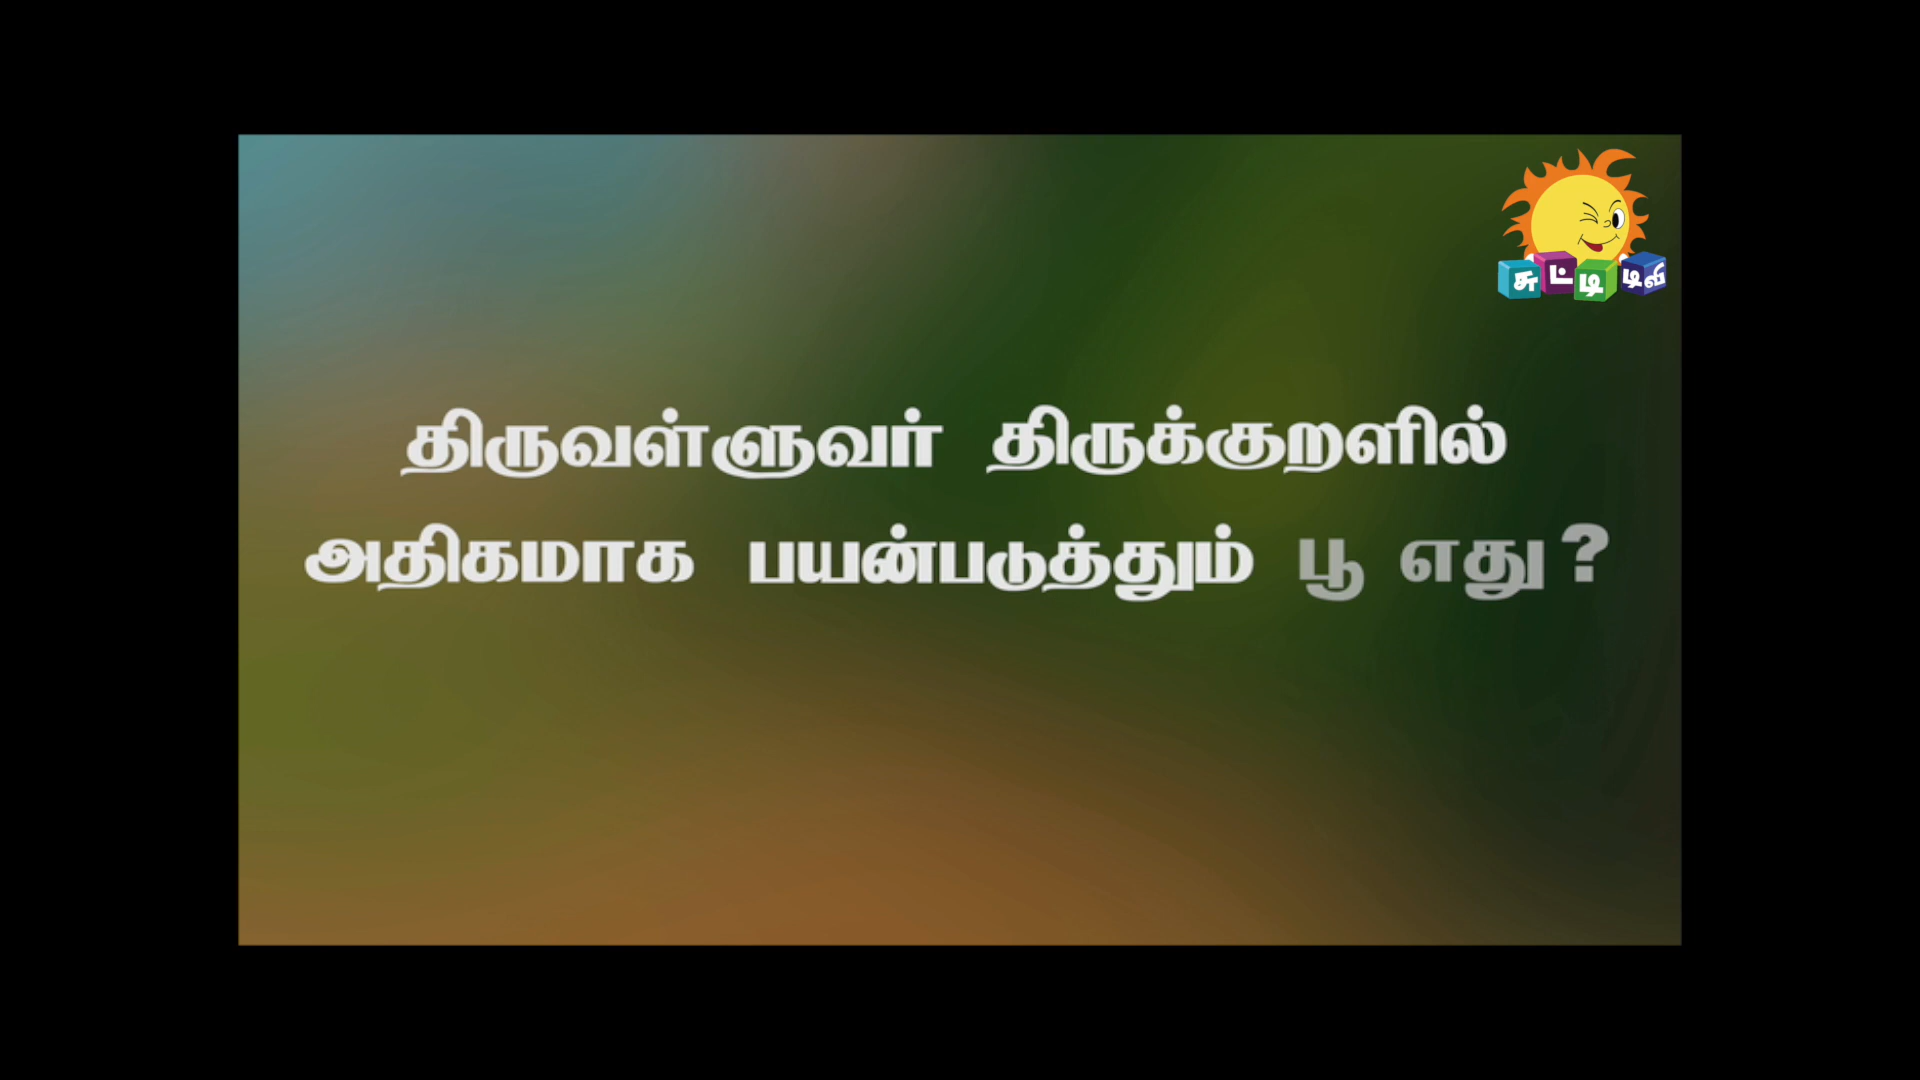 சுட்டி டிவி
திருவள்ளுவர் திருக்குறளில்
அதிகமாக பயன்படுத்தும் பூ எது?